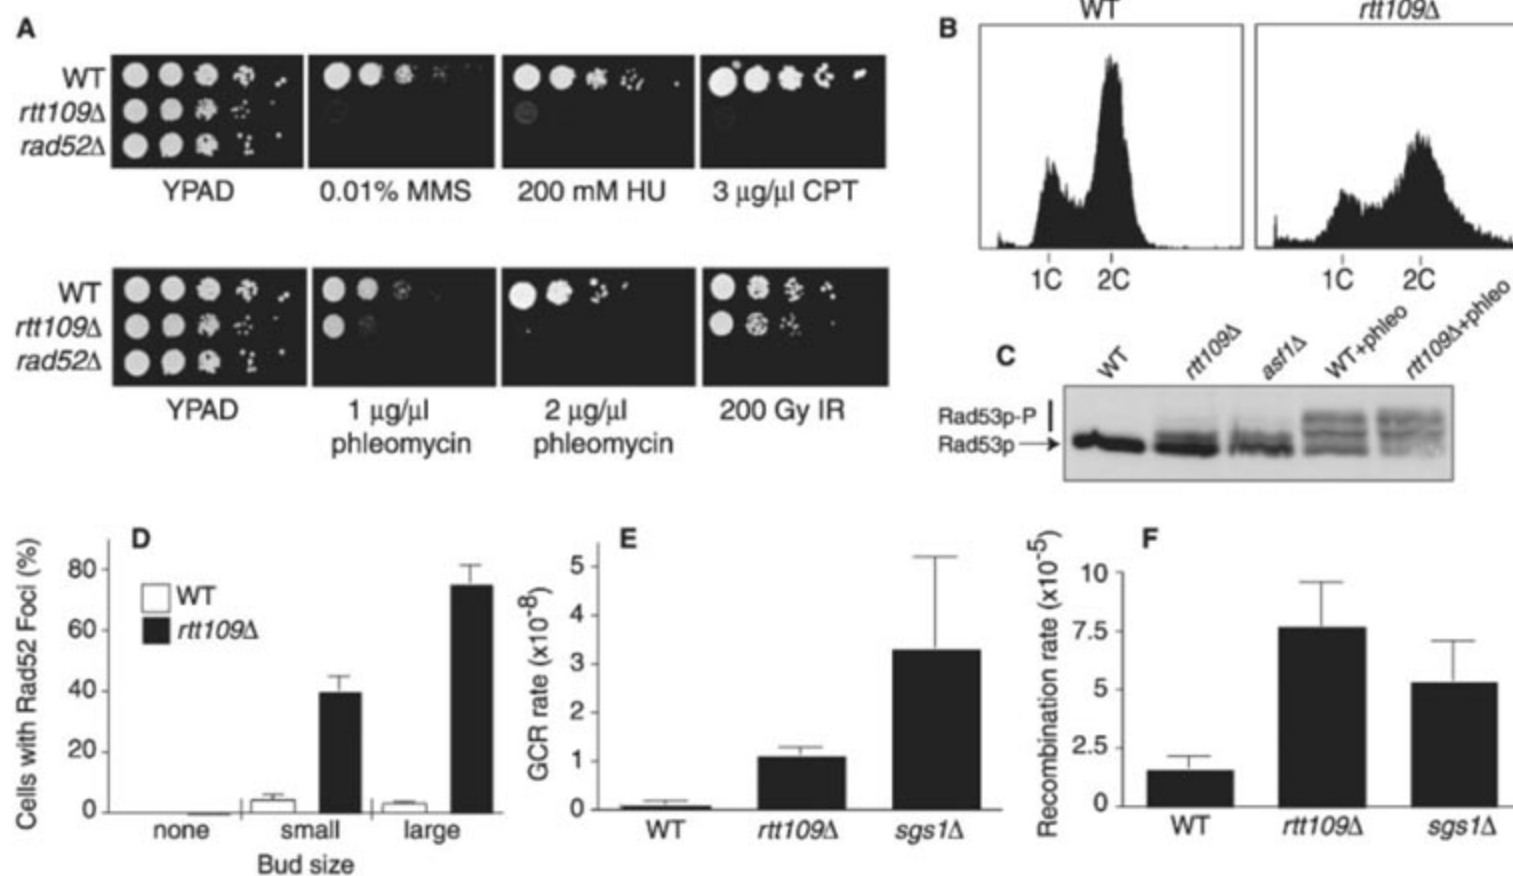 A
WT
rtt109Δ
rad52Δ
YPAD
0.01% MMS
200 mM HU
3 μg/μl CPT
WT
rtt109Δ
rad52Δ
YPAD
1 μg/μl
phleomycin
2 μg/μl
phleomycin
200 Gy IR
B
WT
rtt109Δ
1C
2C
1C
2C
C
WT
rtt109Δ
asf1Δ
WT+phleo
rtt109Δ+phleo
Rad53p-P
Rad53p
D
Cells with Rad52 Foci (%)
80
60
40
20
0
WT
rtt109Δ
none
small
large
Bud size
E
GCR rate (x10-8)
5
4
3
2
1
0
WT
rtt109Δ
sgs1Δ
F
Recombination rate (x10-5)
10
7.5
5
2.5
0
WT
rtt109Δ
sgs1Δ